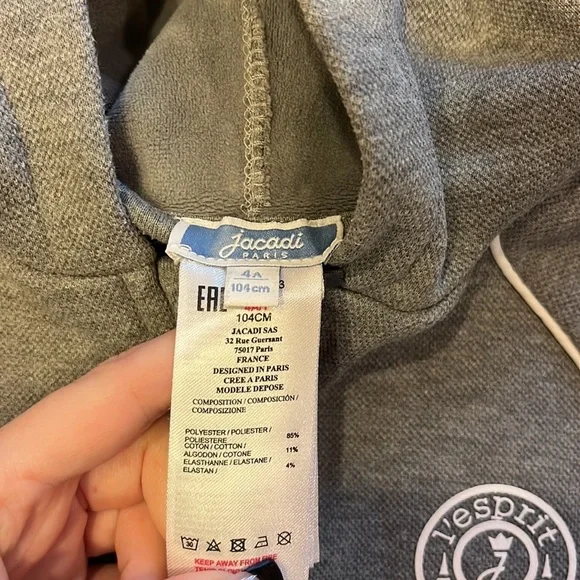 jacadi
PARIS
4A
104cm
EAC
3
104CM
JACADI SAS
32 Rue Guersant
75017 Paris
FRANCE
DESIGNED IN PARIS
CREE A PARIS
MODELE DEPOSE
COMPOSITION / COMPOSICIÓN /
COMPOSIZIONE
POLYESTER / POLIESTER / 85%
POLIESTERE
COTON / COTTON / 11%
ALGODON / COTONE
ELASTHANNE / ELASTANE / 4%
ELASTAN /
30
KEEP AWAY FROM FIRE
l'esprit
J